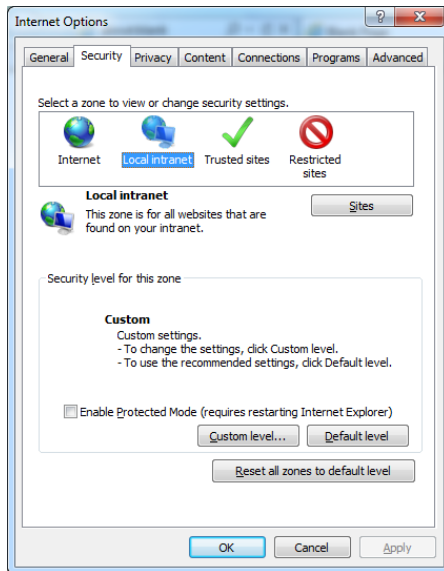 Internet Options
General Security Privacy Content Connections Programs Advanced
Select a zone to view or change security settings.
Internet Local intranet Trusted sites Restricted sites
Local intranet
This zone is for all websites that are
found on your intranet.
Sites
Security level for this zone
Custom
Custom settings.
- To change the settings, click Custom level.
- To use the recommended settings, click Default level.
Enable Protected Mode (requires restarting Internet Explorer)
Custom level... Default level
Reset all zones to default level
OK Cancel Apply